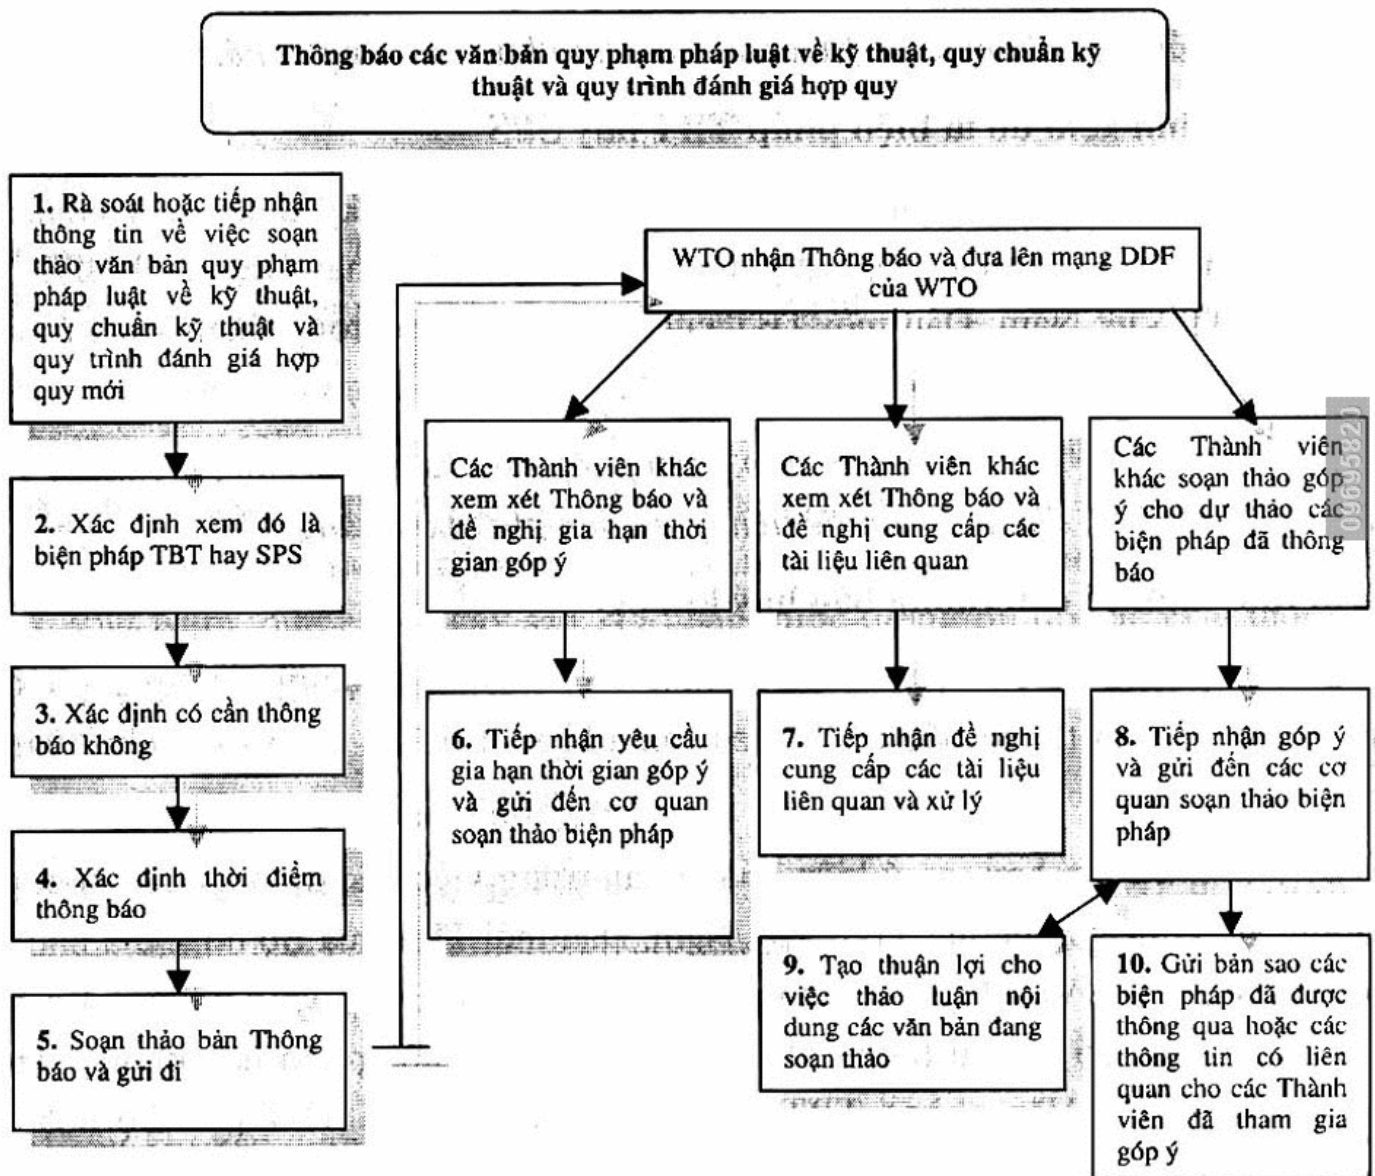 Thông báo các văn bản quy phạm pháp luật về kỹ thuật, quy chuẩn kỹ
thuật và quy trình đánh giá hợp quy
1. Rà soát hoặc tiếp nhận
thông tin về việc soạn
thảo văn bản quy phạm
pháp luật về kỹ thuật,
quy chuẩn kỹ thuật và
quy trình đánh giá hợp
quy mới
2. Xác định xem đó là
biện pháp TBT hay SPS
3. Xác định có cần thông
báo không
4. Xác định thời điểm
thông báo
5. Soạn thảo bản Thông
báo và gửi đi
WTO nhận Thông báo và đưa lên mạng DDF
của WTO
Các Thành viên khác
xem xét Thông báo và
đề nghị gia hạn thời
gian góp ý
Các Thành viên khác
xem xét Thông báo và
đề nghị cung cấp các
tài liệu liên quan
Các Thành viên
khác soạn thảo góp
ý cho dự thảo các
biện pháp đã thông
báo
6. Tiếp nhận yêu cầu
gia hạn thời gian góp ý
và gửi đến cơ quan
soạn thảo biện pháp
7. Tiếp nhận đề nghị
cung cấp các tài liệu
liên quan và xử lý
8. Tiếp nhận góp ý
và gửi đến các cơ
quan soạn thảo biện
pháp
9. Tạo thuận lợi cho
việc thảo luận nội
dung các văn bản đang
soạn thảo
10. Gửi bản sao các
biện pháp đã được
thông qua hoặc các
thông tin có liên
quan cho các Thành
viên đã tham gia
góp ý